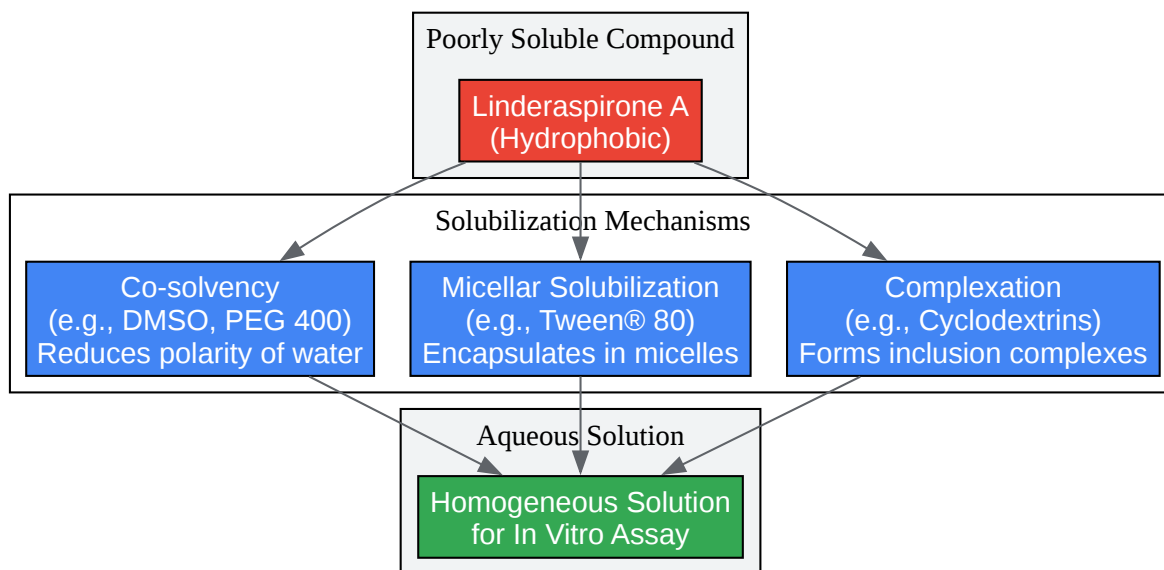 Poorly Soluble Compound
Linderaspirone A
(Hydrophobic)
Solubilization Mechanisms
Co-solvency
(e.g., DMSO, PEG 400)
Reduces polarity of water
Micellar Solubilization
(e.g., Tween® 80)
Encapsulates in micelles
Complexation
(e.g., Cyclodextrins)
Forms inclusion complexes
Aqueous Solution
Homogeneous Solution
for In Vitro Assay